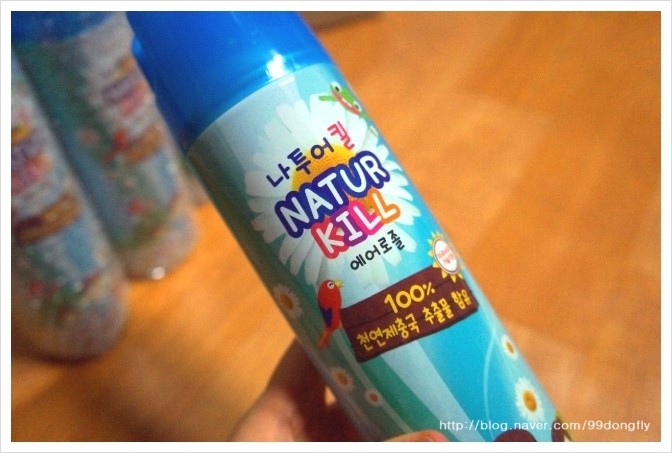 나투어킬
NATUR
KILL
에어로졸
100%
천연제충국 추출물 함유
http://blog.naver.com/99dongfly